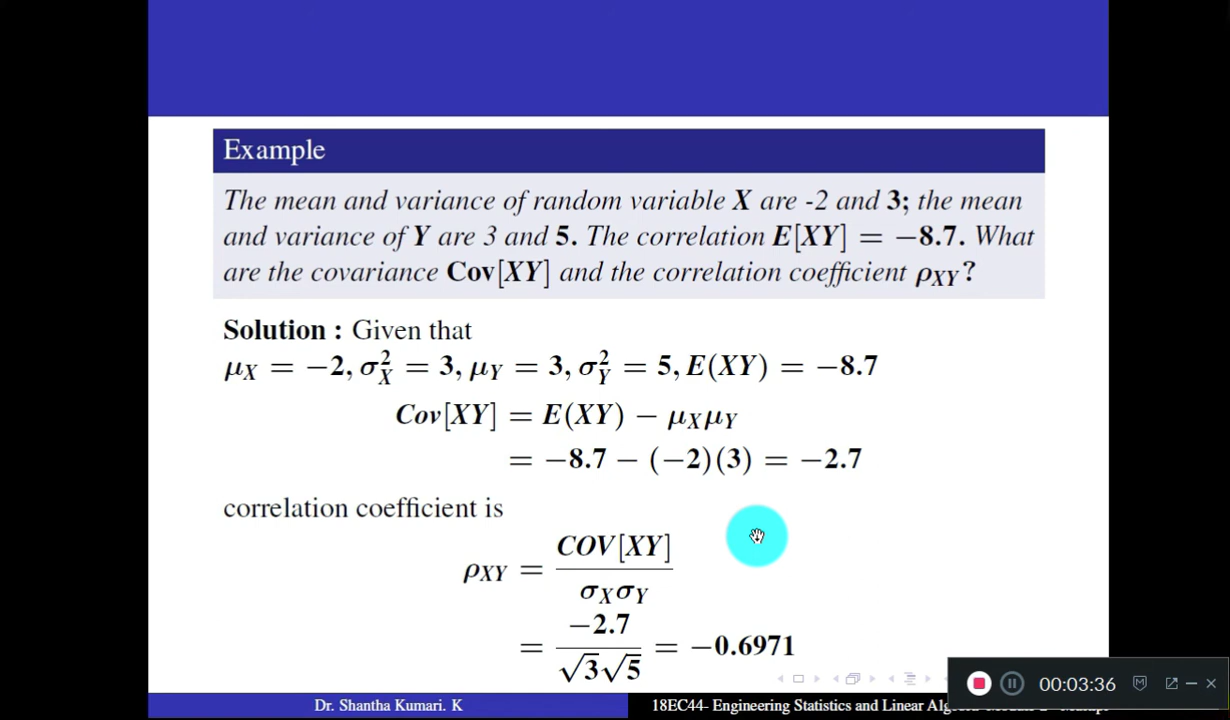 Example
The mean and variance of random variable X are -2 and 3; the mean
and variance of Y are 3 and 5. The correlation E[XY] = −8.7. What
are the covariance Cov[XY] and the correlation coefficient ρXY?
Solution : Given that
μX = −2, σ²X = 3, μY = 3, σ²Y = 5, E(XY) = −8.7
Cov[XY] = E(XY) − μXμY
= −8.7 − (−2)(3) = −2.7
correlation coefficient is
ρXY = COV[XY] / σXσY
= −2.7 / √3√5 = −0.6971
00:03:36
Dr. Shantha Kumari. K
18EC44- Engineering Statistics and Linear